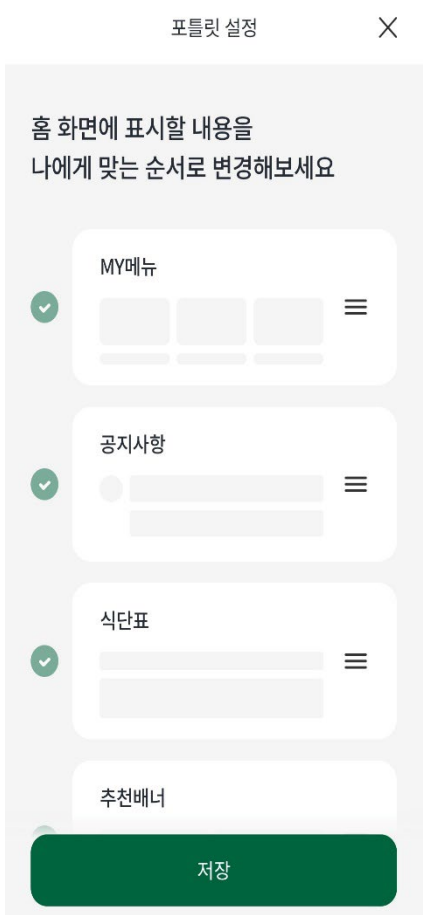 포틀릿 설정
홈 화면에 표시할 내용을
나에게 맞는 순서로 변경해보세요
MY메뉴
공지사항
식단표
추천배너
저장